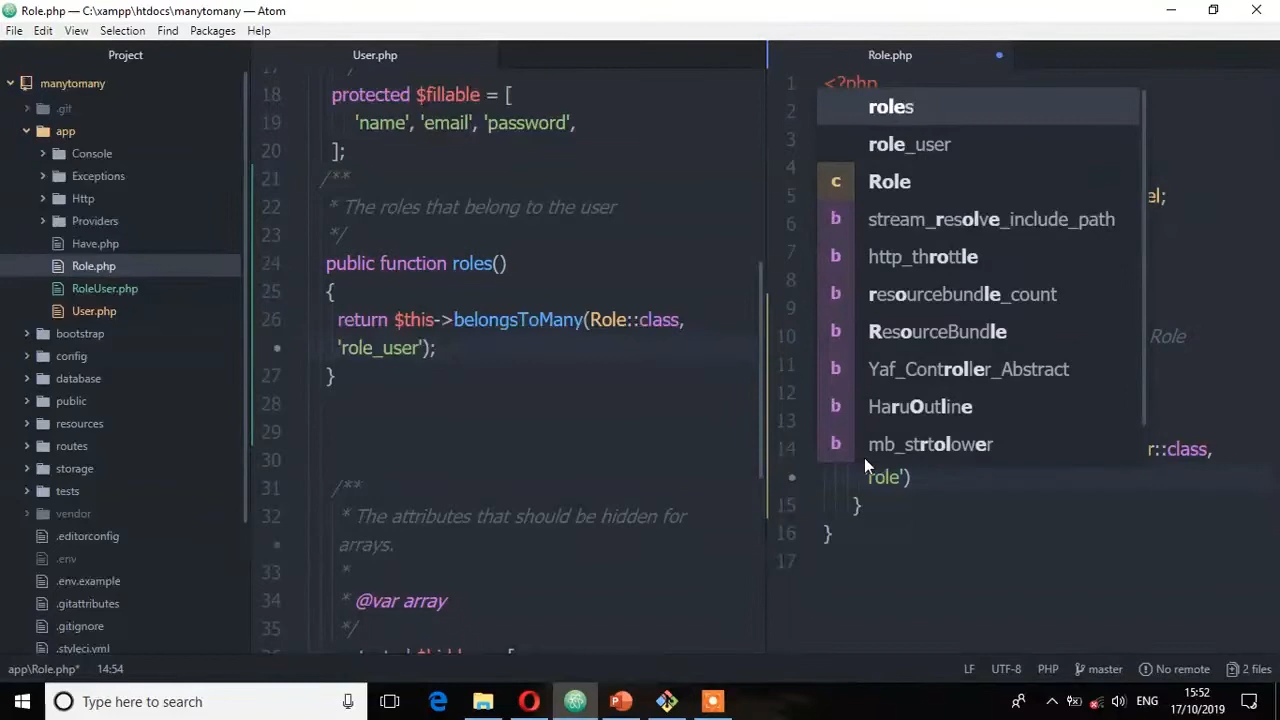 Role.php — C:\xampp\htdocs\manytomany — Atom
File Edit View Selection Find Packages Help
Project
manytomany
.git
app
Console
Exceptions
Http
Providers
Have.php
Role.php
RoleUser.php
User.php
bootstrap
config
database
public
resources
routes
storage
tests
vendor
.editorconfig
.env
.env.example
.gitattributes
.gitignore
.styleci.yml
User.php
18 protected $fillable = [
19 'name', 'email', 'password',
20 ];
21 /**
22 * The roles that belong to the user
23 */
24 public function roles()
25 {
26 return $this->belongsToMany(Role::class,
• 'role_user');
27 }
28
29
30
31 /**
32 * The attributes that should be hidden for
• arrays.
33 *
34 * @var array
35 */
Role.php
1 <?php
2
3
4
5 el;
6
7
8
9
10 Role
11
12
13
14 r::class,
• role')
15 }
16 }
17
roles
role_user
c Role
b stream_resolve_include_path
b http_throttle
b resourcebundle_count
b ResourceBundle
b Yaf_Controller_Abstract
b HaruOutline
b mb_strtolower
app\Role.php* 14:54
LF UTF-8 PHP master No remote 2 files
Type here to search
ENG
15:52
17/10/2019